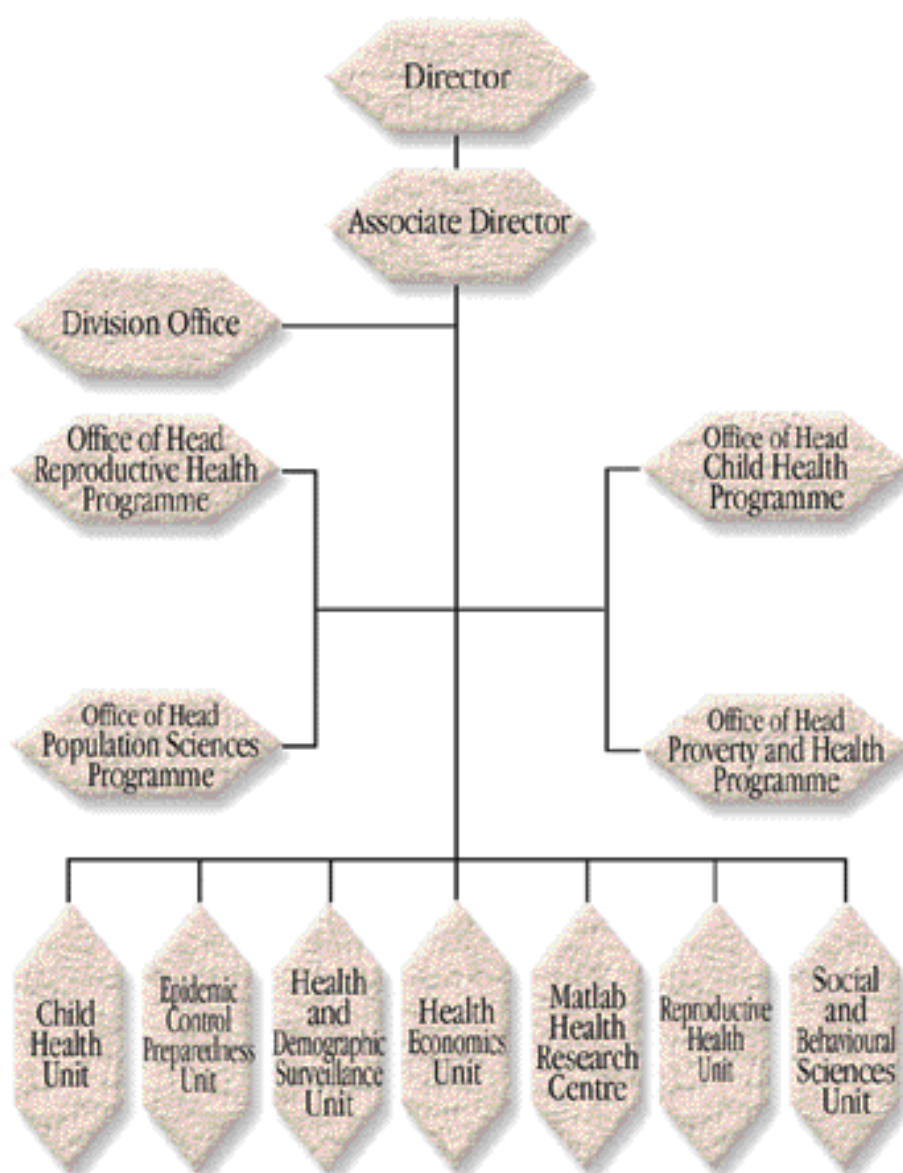 Director
Associate Director
Division Office
Office of Head
Reproductive Health
Programme
Office of Head
Child Health
Programme
Office of Head
Population Sciences
Programme
Office of Head
Proverty and Health
Programme
Child
Health
Unit
Epidemic
Control
Preparedness
Unit
Health
and
Demographic
Surveillance
Unit
Health
Economics
Unit
Matlab
Health
Research
Centre
Reproductive
Health
Unit
Social
and
Behavioural
Sciences
Unit